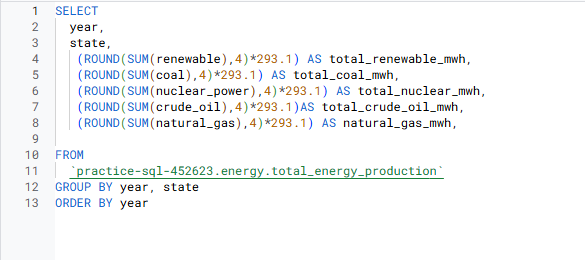 1 SELECT
2 year,
3 state,
4 (ROUND(SUM(renewable),4)*293.1) AS total_renewable_mwh,
5 (ROUND(SUM(coal),4)*293.1) AS total_coal_mwh,
6 (ROUND(SUM(nuclear_power),4)*293.1) AS total_nuclear_mwh,
7 (ROUND(SUM(crude_oil),4)*293.1)AS total_crude_oil_mwh,
8 (ROUND(SUM(natural_gas),4)*293.1) AS natural_gas_mwh,
9
10 FROM
11 `practice-sql-452623.energy.total_energy_production`
12 GROUP BY year, state
13 ORDER BY year